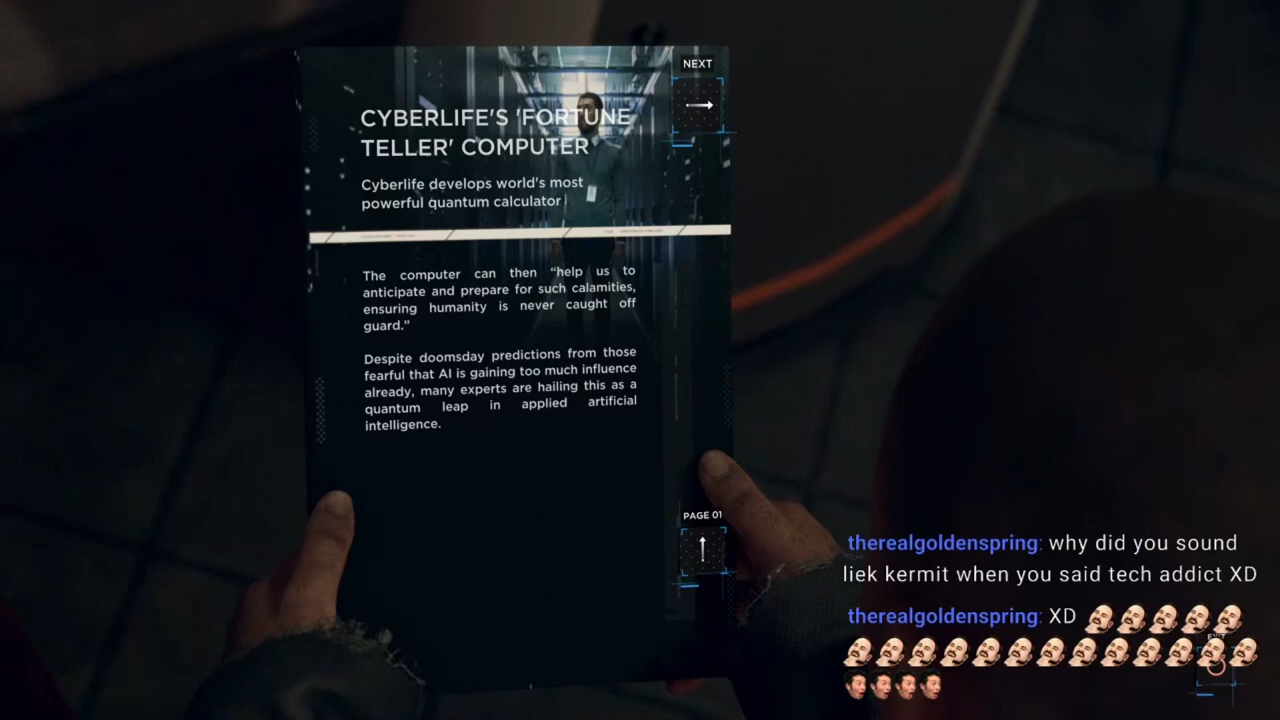 NEXT
CYBERLIFE'S 'FORTUNE
TELLER' COMPUTER
Cyberlife develops world's most
powerful quantum calculator
The computer can then “help us to
anticipate and prepare for such calamities,
ensuring humanity is never caught off
guard.”
Despite doomsday predictions from those
fearful that AI is gaining too much influence
already, many experts are hailing this as a
quantum leap in applied artificial
intelligence.
PAGE 01
therealgoldenspring: why did you sound
liek kermit when you said tech addict XD
therealgoldenspring: XD